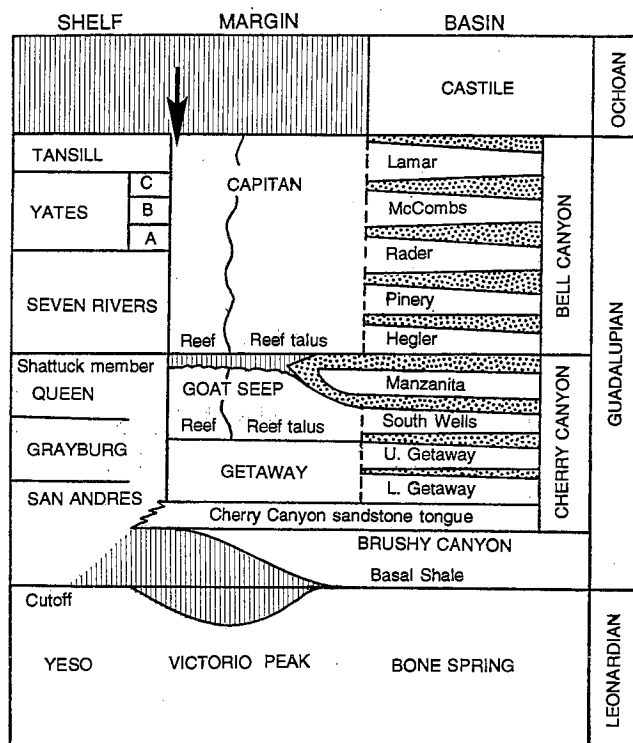 SHELF MARGIN BASIN
CASTILE
OCHOAN
TANSILL
YATES
C
B
A
SEVEN RIVERS
CAPITAN
Reef Reef talus
Lamar
McCombs
Rader
Pinery
Hegler
BELL CANYON
GUADALUPIAN
Shattuck member
QUEEN
GRAYBURG
SAN ANDRES
GOAT SEEP
Reef Reef talus
GETAWAY
Manzanita
South Wells
U. Getaway
L. Getaway
CHERRY CANYON
Cherry Canyon sandstone tongue
BRUSHY CANYON
Basal Shale
Cutoff
YESO
VICTORIO PEAK
BONE SPRING
LEONARDIAN